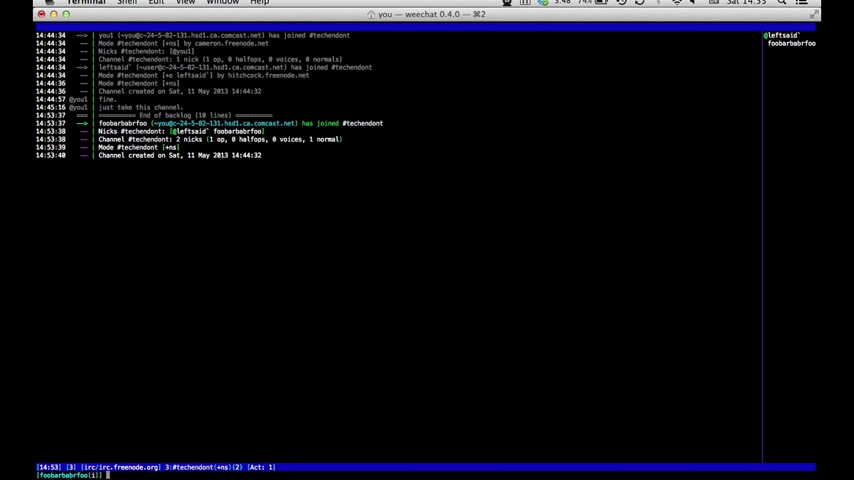 Terminal Shell Edit View Window Help 3:48 74% Sat 14:53
you — weechat 0.4.0 — ⌘2
14:44:34 --> | you1 (~you@c-24-5-82-131.hsd1.ca.comcast.net) has joined #techendont
14:44:34 -- | Mode #techendont [+ns] by cameron.freenode.net
14:44:34 -- | Nicks #techendont: [@you1]
14:44:34 -- | Channel #techendont: 1 nick (1 op, 0 halfops, 0 voices, 0 normals)
14:44:34 --> | leftsaid` (~user@c-24-5-82-131.hsd1.ca.comcast.net) has joined #techendont
14:44:34 -- | Mode #techendont [+o leftsaid`] by hitchcock.freenode.net
14:44:36 -- | Mode #techendont [+ns]
14:44:36 -- | Channel created on Sat, 11 May 2013 14:44:32
14:44:57 @you1 | fine.
14:45:16 @you1 | just take this channel.
14:53:37 === | ========== End of backlog (10 lines) ==========
14:53:37 --> | foobarbabrfoo (~you@c-24-5-82-131.hsd1.ca.comcast.net) has joined #techendont
14:53:38 -- | Nicks #techendont: [@leftsaid` foobarbabrfoo]
14:53:38 -- | Channel #techendont: 2 nicks (1 op, 0 halfops, 0 voices, 1 normal)
14:53:39 -- | Mode #techendont [+ns]
14:53:40 -- | Channel created on Sat, 11 May 2013 14:44:32
@leftsaid`
foobarbabrfoo
[14:53] [3] [irc/irc.freenode.org] 3:#techendont(+ns){2} [Act: 1]
[foobarbabrfoo(i)]